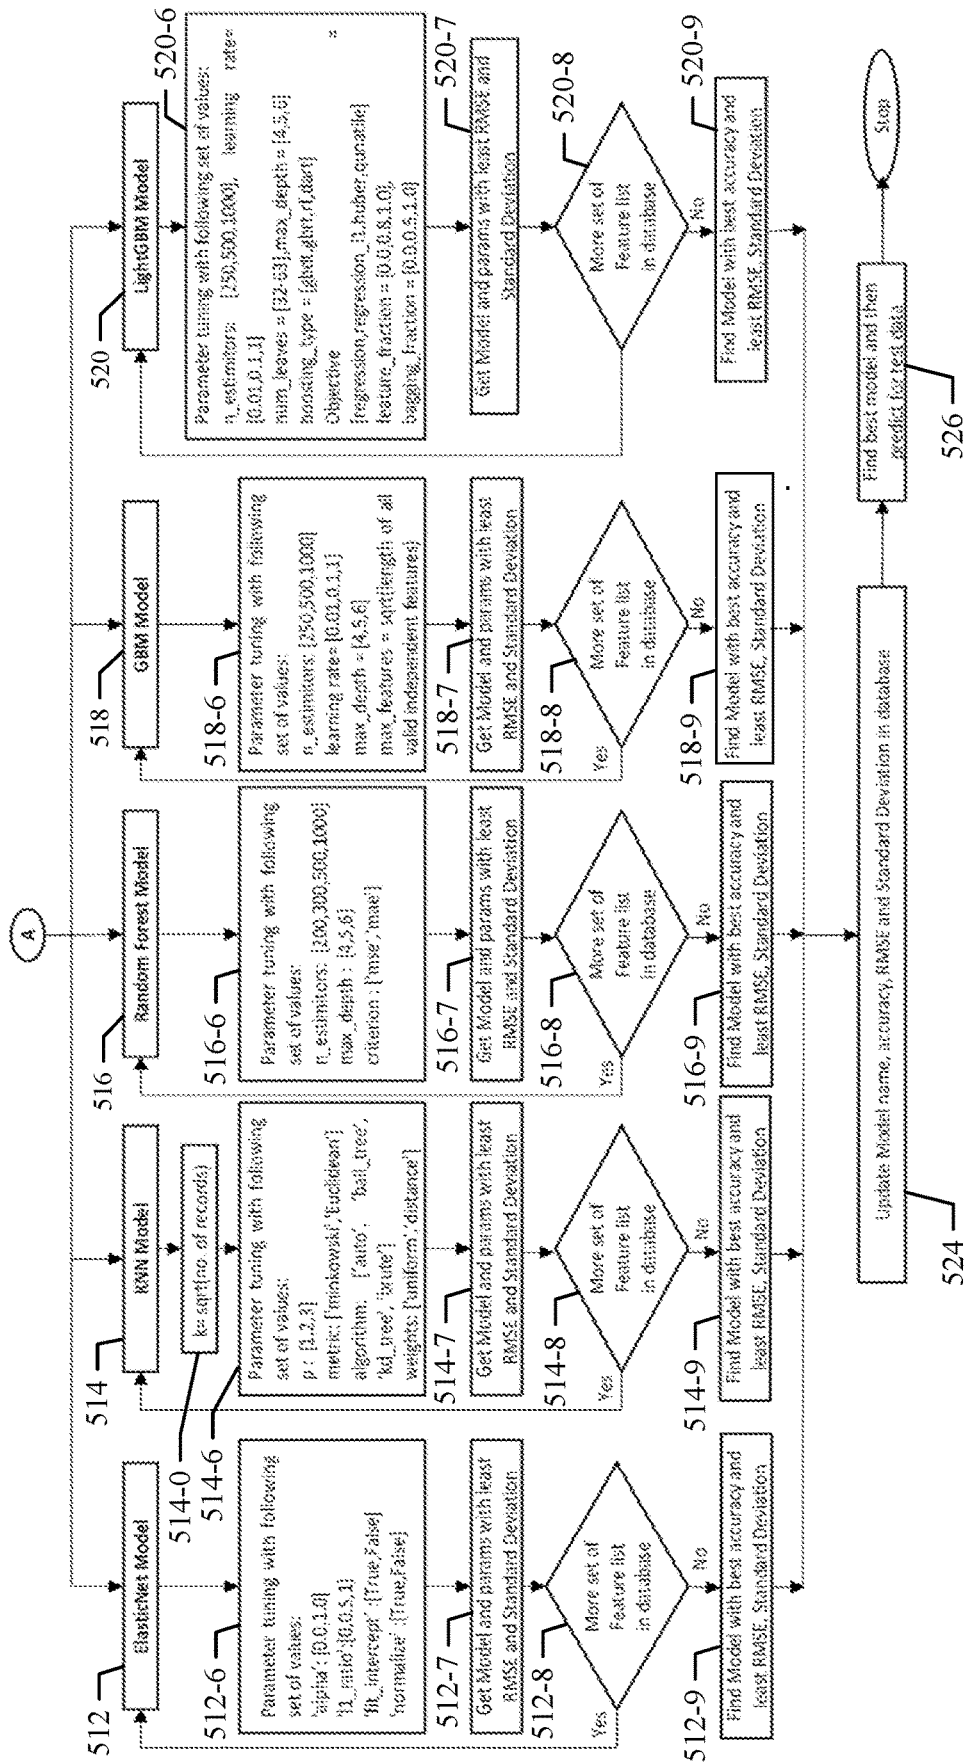 A
512
ElasticNet Model
512-6
Parameter tuning with following
set of values:
'alpha': [0.0,1.0]
'l1_ratio':[0.0.5,1]
'fit_intercept' :[True,False]
'normalize' :[True,False]
512-7
Get Model and params with least
RMSE and Standard Deviation
512-8
More set of
Feature list
in database
Yes
No
512-9
Find Model with best accuracy and
least RMSE, Standard Deviation
514
KNN Model
514-0
k= sqrt(no. of records)
514-6
Parameter tuning with following
set of values:
p : [1,2,3]
metric: ['minkowski','Euclidean']
algorithm: ['auto', 'ball_tree',
'kd_tree', 'brute']
weights: ['uniform','distance']
514-7
Get Model and params with least
RMSE and Standard Deviation
514-8
More set of
Feature list
in database
Yes
No
514-9
Find Model with best accuracy and
least RMSE, Standard Deviation
516
Random Forest Model
516-6
Parameter tuning with following
set of values:
n_estimitors: 
max_depth : [4,5,6]
criterion : ['mse','mae']
516-7
Get Model and params with least
RMSE and Standard Deviation
516-8
More set of
Feature list
in database
Yes
No
516-9
Find Model with best accuracy and
least RMSE, Standard Deviation
518
GBM Model
518-6
Parameter tuning with following
set of values:
n_estimitors: [250,500,1000]
learning rate= [0.01,0.1,1]
max_depth = [4,5,6]
max_features = sqrt(length of all
valid independent features)
518-7
Get Model and params with least
RMSE and Standard Deviation
518-8
More set of
Feature list
in database
Yes
No
518-9
Find Model with best accuracy and
least RMSE, Standard Deviation
520
LightGBM Model
520-6
Parameter tuning with following set of values:
n_estimitors: [250,500,1000], learning rate=
[0.01,0.1,1]
num_leaves = [32-63],max_depth = [4,5,6]
boosting_type = [gbdt,gbrt,rf,dart]
Objective =
[regression,regression_l1,huber,qunatile]
feature_fraction = [0.0,0.5,1.0],
bagging_fraction = [0.0,0.5,1.0]
520-7
Get Model and params with least RMSE and
Standard Deviation
520-8
More set of
Feature list
in database
No
520-9
Find Model with best accuracy and
least RMSE, Standard Deviation
Update Model name, accuracy, RMSE and Standard Deviation in database
524
Find best model and then
predict for test data
526
Stop